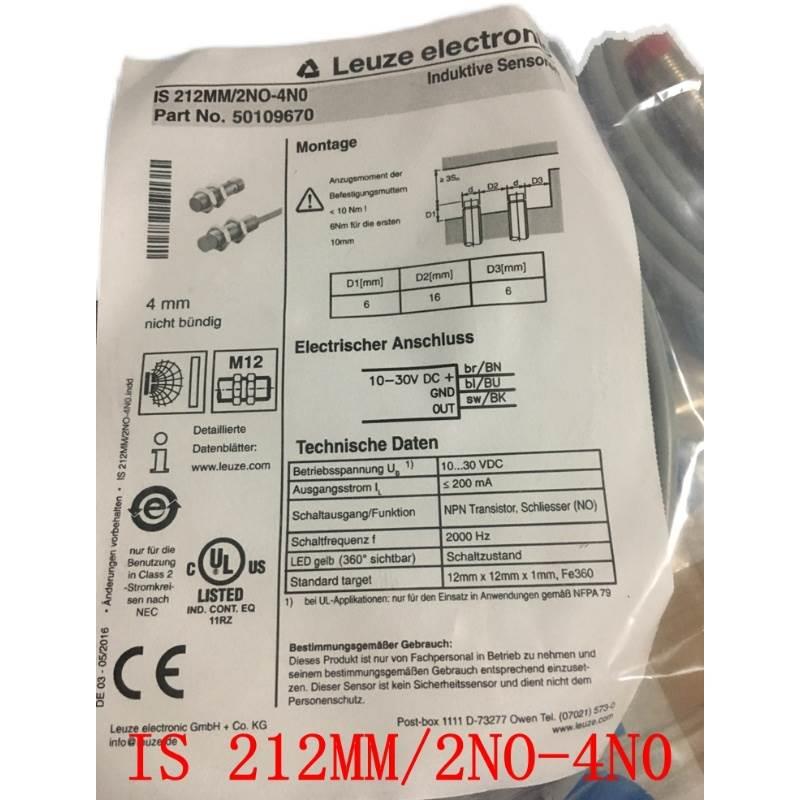 Leuze electronic
Induktive Sensor
IS 212MM/2NO-4N0
Part No. 50109670
Montage
Anzugsmoment der
Befestigungsmuttern
< 10 Nm !
6Nm für die ersten
10mm
D1
d
D2
d
D3
D1[mm] D2[mm] D3[mm]
6 16 6
4 mm
nicht bündig
M12
Detaillierte
Datenblätter:
www.leuze.com
Electrischer Anschluss
10–30V DC + br/BN
GND bl/BU
OUT sw/BK
Technische Daten
Betriebsspannung UB 1) 10...30 VDC
Ausgangsstrom IL ≤ 200 mA
Schaltausgang/Funktion NPN Transistor, Schliesser (NO)
Schaltfrequenz f 2000 Hz
LED gelb (360° sichtbar) Schaltzustand
Standard target 12mm x 12mm x 1mm, Fe360
1) bei UL-Applikationen: nur für den Einsatz in Anwendungen gemäß NFPA 79
nur für die
Benutzung
in Class 2
-Stromkrei-
sen nach
NEC
c UL US
LISTED
IND. CONT. EQ
11RZ
Bestimmungsgemäßer Gebrauch:
Dieses Produkt ist nur von Fachpersonal in Betrieb zu nehmen und
seinem bestimmungsgemäßen Gebrauch entsprechend einzuset-
zen. Dieser Sensor ist kein Sicherheitssensor und dient nicht dem
Personenschutz.
CE
DE 03 - 05/2016 • Änderungen vorbehalten • IS 212MM/2NO-4N0.indd
Leuze electronic GmbH + Co. KG
Post-box 1111 D-73277 Owen Tel. (07021) 573-0
www.leuze.com
IS 212MM/2NO-4NO